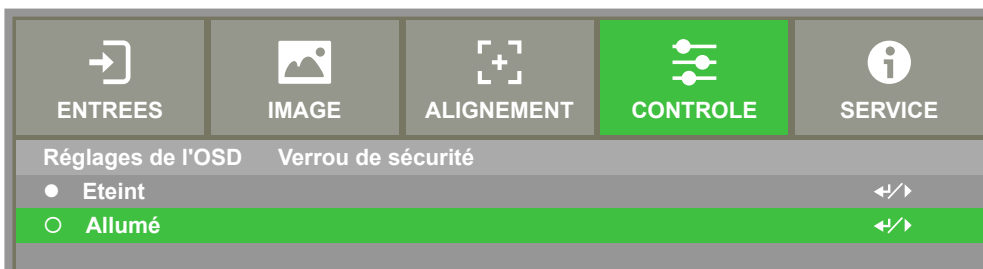 ENTREES
IMAGE
ALIGNEMENT
CONTROLE
SERVICE
Réglages de l'OSD Verrou de sécurité
Eteint
Allumé